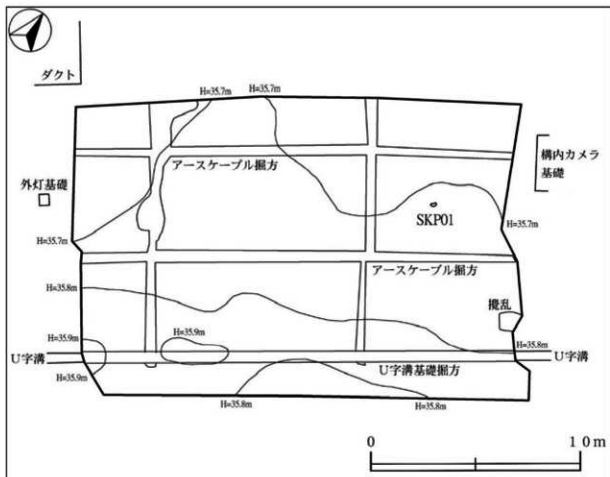 ダクト
H=35.7m
H=35.7m
アースケーブル掘方
構内カメラ
基礎
外灯基礎
SKP01
H=35.7m
H=35.7m
アースケーブル掘方
H=35.8m
攪乱
H=35.9m
H=35.9m
H=35.8m
U字溝
U字溝
U字溝基礎掘方
H=35.9m
H=35.8m
H=35.8m
0
10m